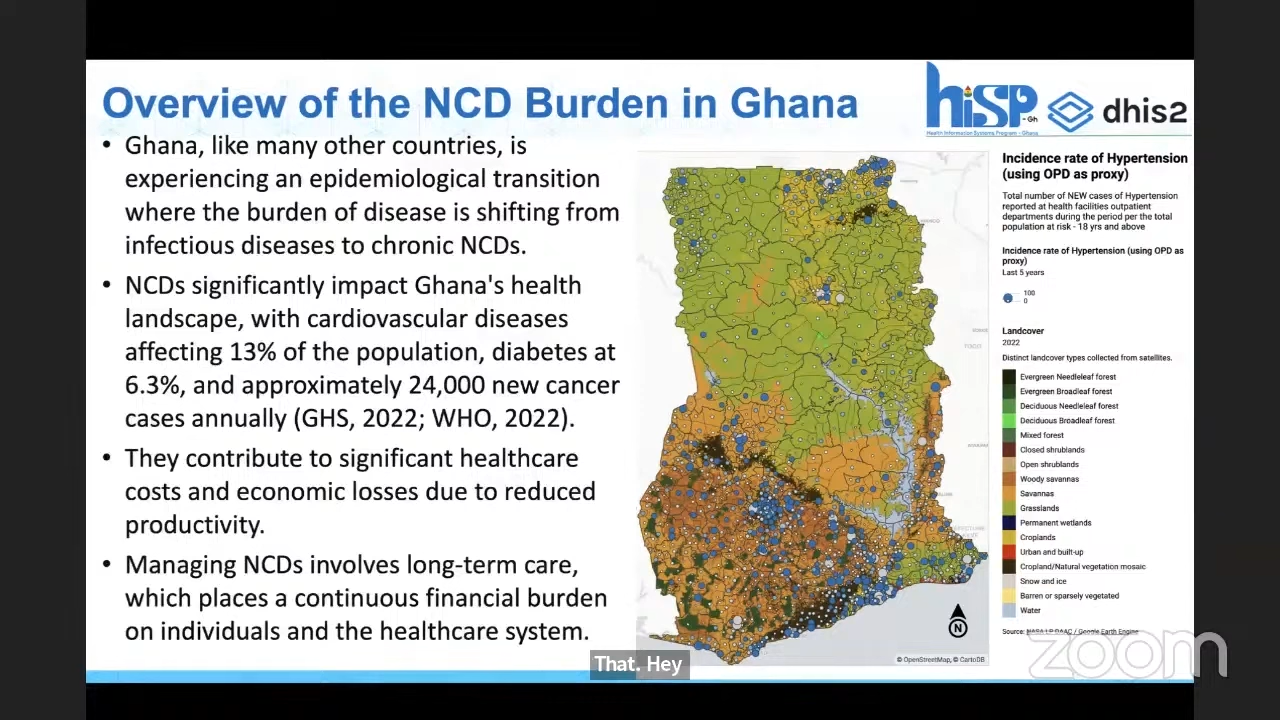 Overview of the NCD Burden in Ghana
hiSP
- Gh
Health Information Systems Program - Ghana
dhis2
• Ghana, like many other countries, is
experiencing an epidemiological transition
where the burden of disease is shifting from
infectious diseases to chronic NCDs.
• NCDs significantly impact Ghana's health
landscape, with cardiovascular diseases
affecting 13% of the population, diabetes at
6.3%, and approximately 24,000 new cancer
cases annually (GHS, 2022; WHO, 2022).
• They contribute to significant healthcare
costs and economic losses due to reduced
productivity.
• Managing NCDs involves long-term care,
which places a continuous financial burden
on individuals and the healthcare system.
TOGO
N
© OpenStreetMap, © CartoDB
Incidence rate of Hypertension
(using OPD as proxy)
Total number of NEW cases of Hypertension
reported at health facilities outpatient
departments during the period per the total
population at risk - 18 yrs and above
Incidence rate of Hypertension (using OPD as
proxy)
Last 5 years
100
0
Landcover
2022
Distinct landcover types collected from satellites.
Evergreen Needleleaf forest
Evergreen Broadleaf forest
Deciduous Needleleaf forest
Deciduous Broadleaf forest
Mixed forest
Closed shrublands
Open shrublands
Woody savannas
Savannas
Grasslands
Permanent wetlands
Croplands
Urban and built-up
Cropland/Natural vegetation mosaic
Snow and ice
Barren or sparsely vegetated
Water
Source: NASA LP DAAC / Google Earth Engine
zoom
That. Hey